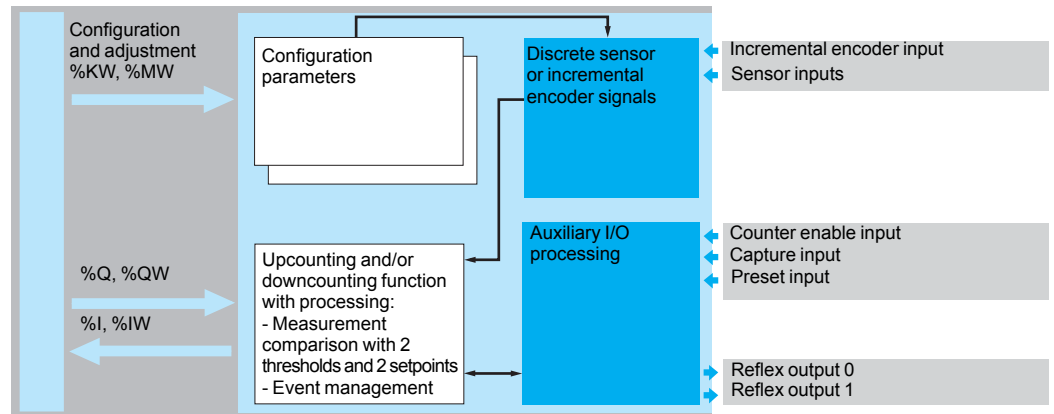 Configuration
and adjustment
%KW, %MW
Configuration
parameters
Discrete sensor
or incremental
encoder signals
Incremental encoder input
Sensor inputs
%Q, %QW
%I, %IW
Upcounting and/or
downcounting function
with processing:
- Measurement
comparison with 2
thresholds and 2 setpoints
- Event management
Auxiliary I/O
processing
Counter enable input
Capture input
Preset input
Reflex output 0
Reflex output 1